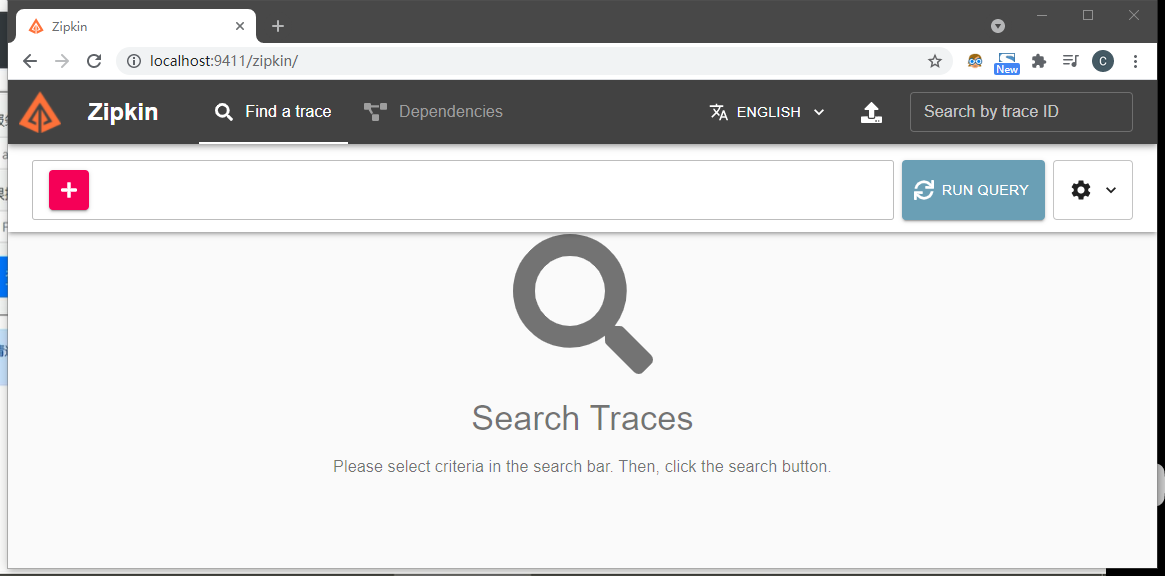 Zipkin
localhost:9411/zipkin/
New
C
Zipkin
Find a trace
Dependencies
ENGLISH
Search by trace ID
RUN QUERY
Search Traces
Please select criteria in the search bar. Then, click the search button.